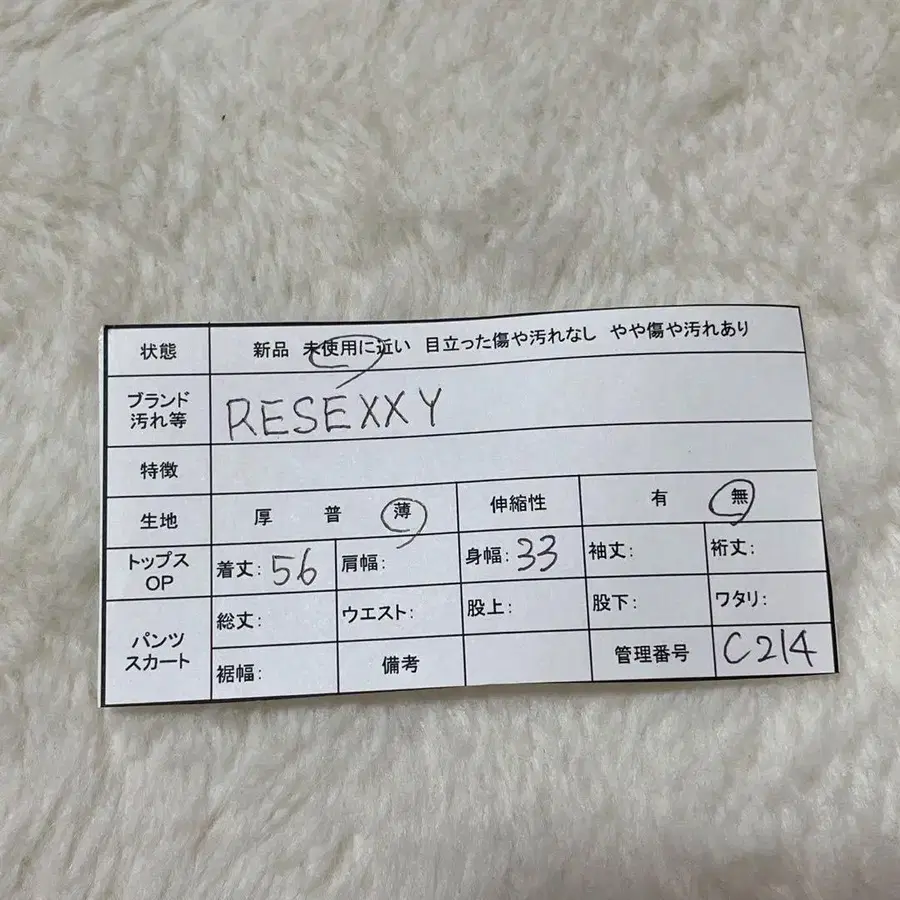 状態 新品 未使用に近い 目立った傷や汚れなし やや傷や汚れあり
ブランド
汚れ等
RESEXXY
特徴
生地 厚 普 薄 伸縮性 有 無
トップス
OP
着丈: 56 肩幅: 身幅: 33 袖丈: 裄丈:
パンツ
スカート
総丈: ウエスト: 股上: 股下: ワタリ:
裾幅: 備考 管理番号 C214